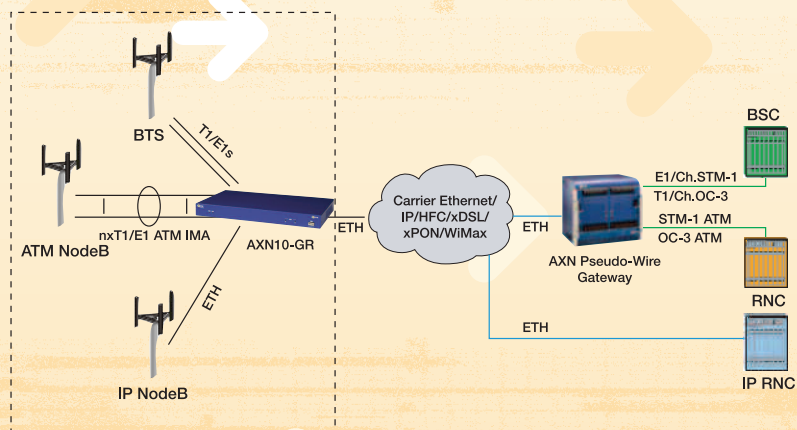 BTS
T1/E1s
ATM NodeB
nxT1/E1 ATM IMA
AXN10-GR
ETH
IP NodeB
ETH
Carrier Ethernet/
IP/HFC/xDSL/
xPON/WiMax
ETH
AXN Pseudo-Wire
Gateway
E1/Ch.STM-1
T1/Ch.OC-3
STM-1 ATM
OC-3 ATM
BSC
RNC
ETH
IP RNC